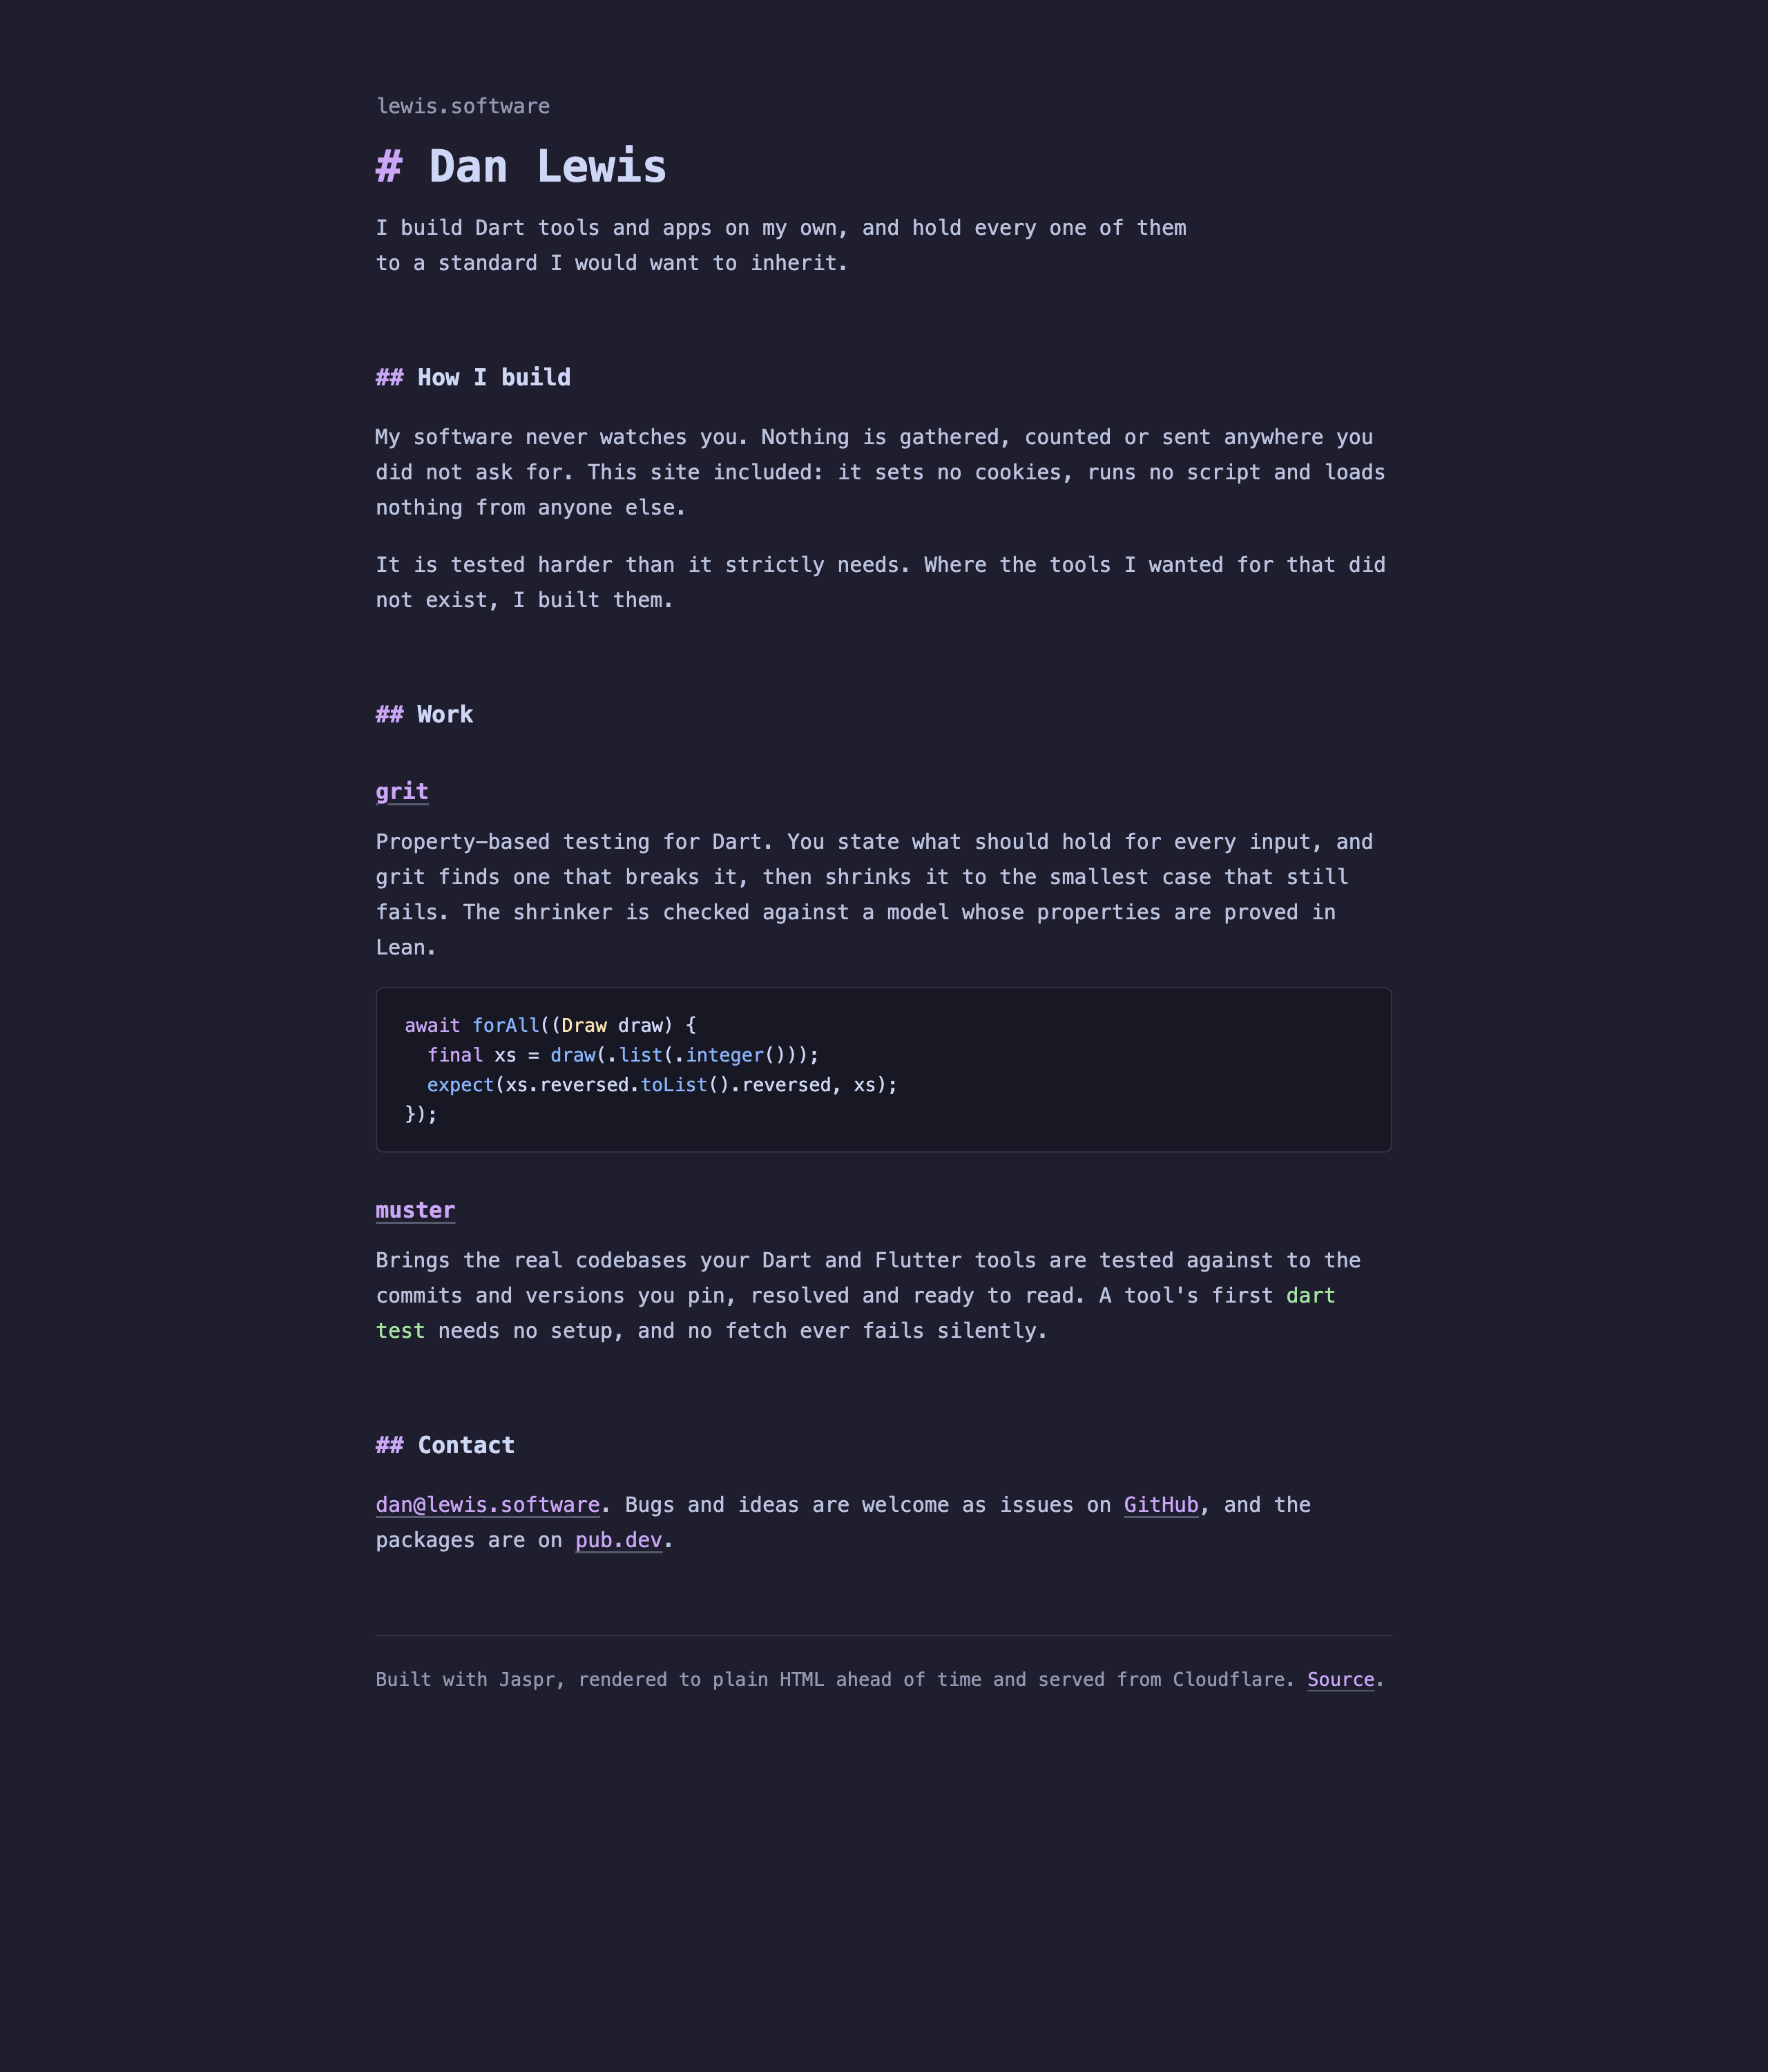 lewis.software
# Dan Lewis
I build Dart tools and apps on my own, and hold every one of them
to a standard I would want to inherit.
## How I build
My software never watches you. Nothing is gathered, counted or sent anywhere you
did not ask for. This site included: it sets no cookies, runs no script and loads
nothing from anyone else.
It is tested harder than it strictly needs. Where the tools I wanted for that did
not exist, I built them.
## Work
grit
Property-based testing for Dart. You state what should hold for every input, and
grit finds one that breaks it, then shrinks it to the smallest case that still
fails. The shrinker is checked against a model whose properties are proved in
Lean.
await forAll((Draw draw) {
  final xs = draw(.list(.integer()));
  expect(xs.reversed.toList().reversed, xs);
});
muster
Brings the real codebases your Dart and Flutter tools are tested against to the
commits and versions you pin, resolved and ready to read. A tool's first dart
test needs no setup, and no fetch ever fails silently.
## Contact
dan@lewis.software. Bugs and ideas are welcome as issues on GitHub, and the
packages are on pub.dev.
Built with Jaspr, rendered to plain HTML ahead of time and served from Cloudflare. Source.